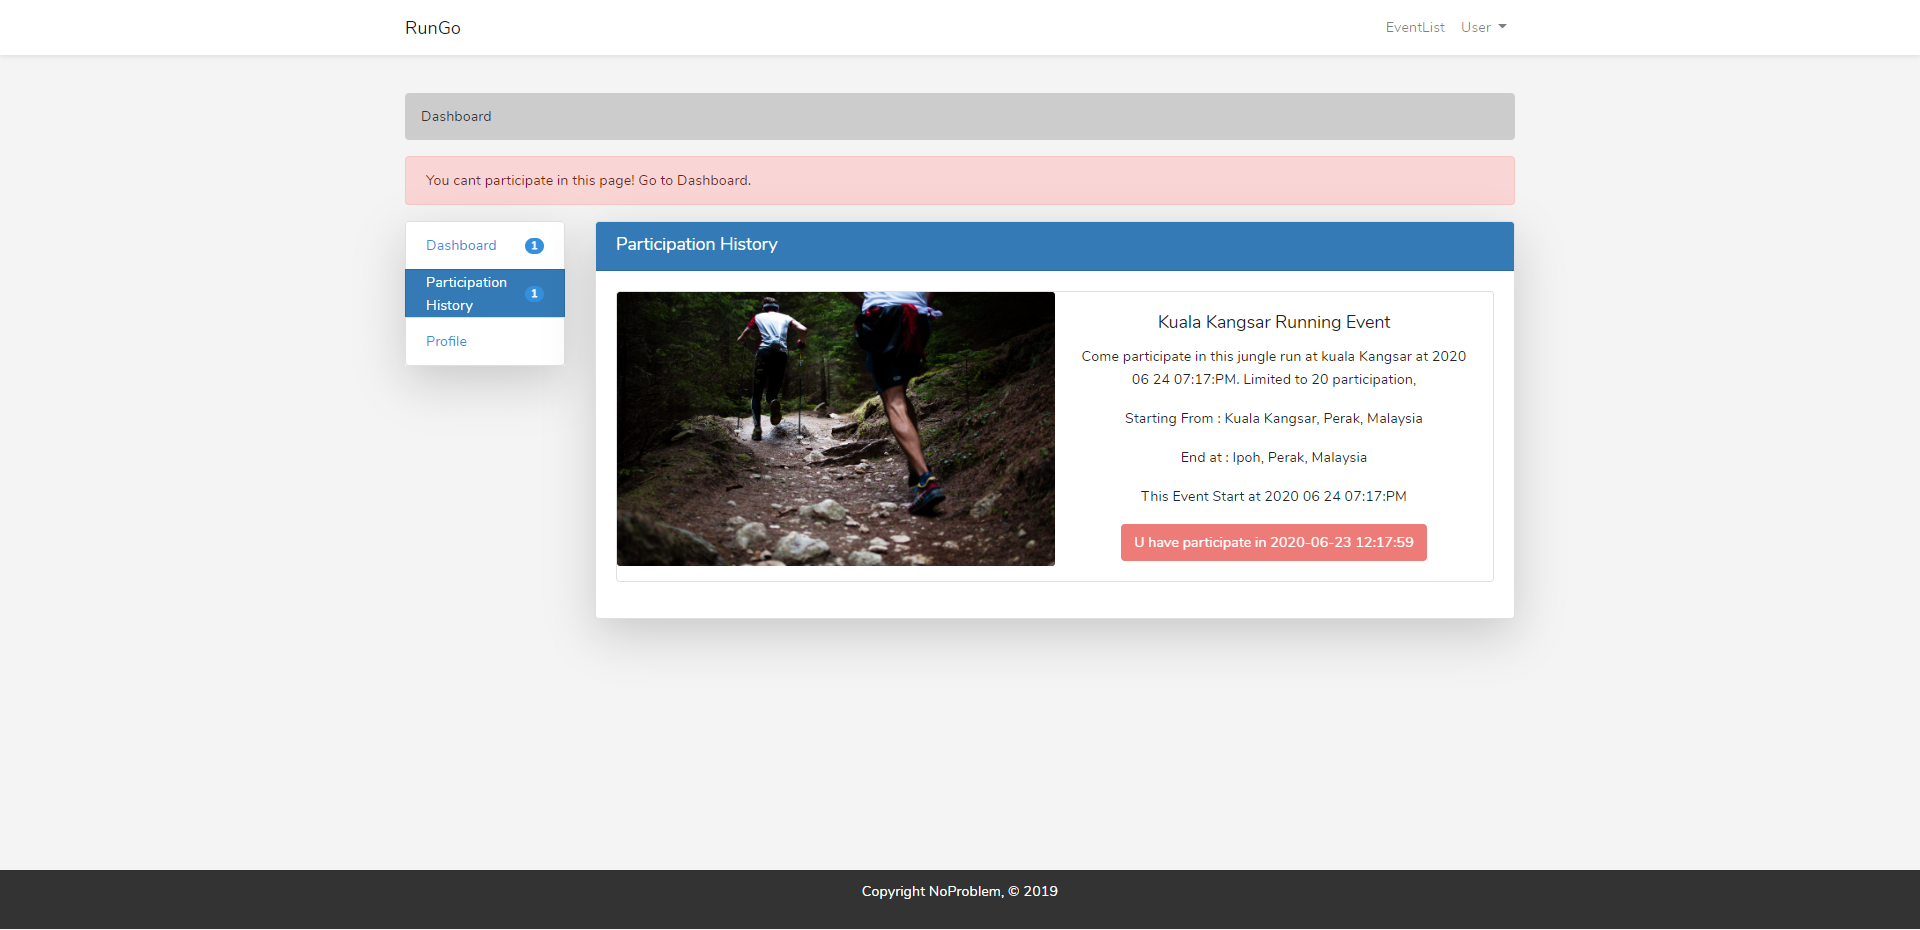 RunGo
EventList
User
Dashboard
You cant participate in this page! Go to Dashboard.
Dashboard
1
Participation
History
1
Profile
Participation History
Kuala Kangsar Running Event
Come participate in this jungle run at kuala Kangsar at 2020
06 24 07:17:PM. Limited to 20 participation,
Starting From : Kuala Kangsar, Perak, Malaysia
End at : Ipoh, Perak, Malaysia
This Event Start at 2020 06 24 07:17:PM
U have participate in 2020-06-23 12:17:59
Copyright NoProblem, © 2019